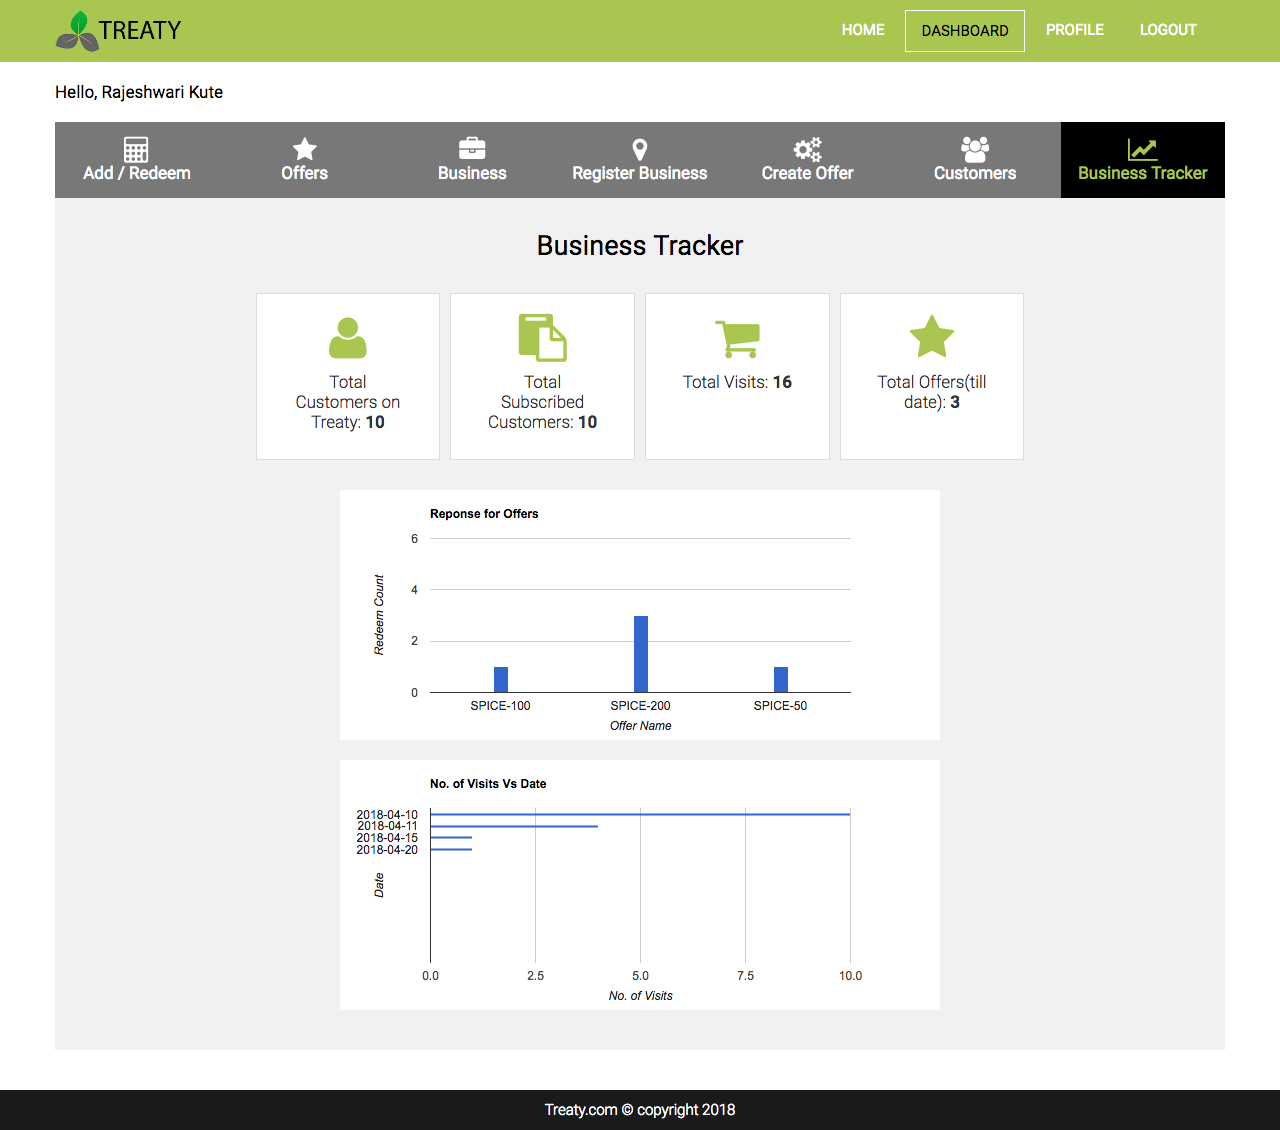 TREATY
HOME DASHBOARD PROFILE LOGOUT
Hello, Rajeshwari Kute
Add / Redeem
Offers
Business
Register Business
Create Offer
Customers
Business Tracker
Business Tracker
Total
Customers on
Treaty: 10
Total
Subscribed
Customers: 10
Total Visits: 16
Total Offers(till
date): 3
Reponse for Offers
Redeem Count
6
4
2
0
SPICE-100 SPICE-200 SPICE-50
Offer Name
No. of Visits Vs Date
2018-04-10
2018-04-11
2018-04-15
2018-04-20
Date
0.0 2.5 5.0 7.5 10.0
No. of Visits
Treaty.com © copyright 2018